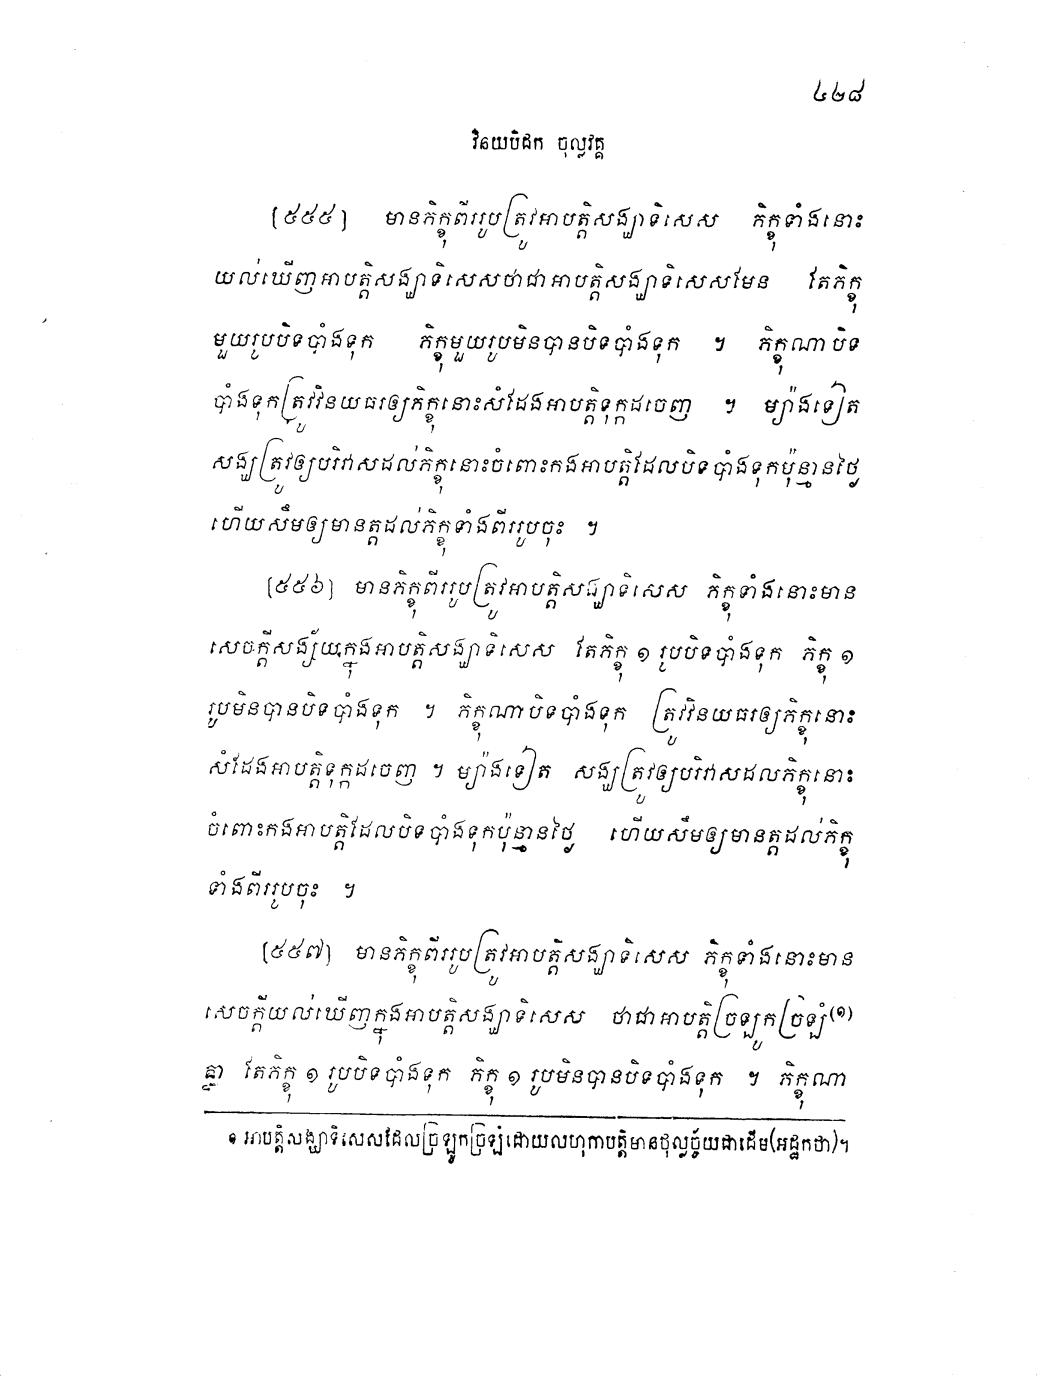 ៤២៨
វិនយបិដក ចុល្លវគ្គ
[៥៥៥] មានភិក្ខុពីររូបត្រូវអាបត្តិសង្ឃាទិសេស ភិក្ខុទាំងនោះ
យល់ឃើញអាបត្តិសង្ឃាទិសេសថាជាអាបត្តិសង្ឃាទិសេសមែន តែភិក្ខុ
មួយរូបបិទបាំងទុក ភិក្ខុមួយរូបមិនបានបិទបាំងទុក ។ ភិក្ខុណាបិទ
បាំងទុកត្រូវវិនយធរឲ្យភិក្ខុនោះសំដែងអាបត្តិទុក្កដចេញ ។ ម្យ៉ាងទៀត
សង្ឃត្រូវឲ្យបរិវាសដល់ភិក្ខុនោះចំពោះកងអាបត្តិដែលបិទបាំងទុកប៉ុន្មានថ្ងៃ
ហើយសឹមឲ្យមានត្តដល់ភិក្ខុទាំងពីររូបចុះ ។
[៥៥៦] មានភិក្ខុពីររូបត្រូវអាបត្តិសង្ឃាទិសេស ភិក្ខុទាំងនោះមាន
សេចក្តីសង្ស័យក្នុងអាបត្តិសង្ឃាទិសេស តែភិក្ខុ ១ រូបបិទបាំងទុក ភិក្ខុ ១
រូបមិនបានបិទបាំងទុក ។ ភិក្ខុណាបិទបាំងទុក ត្រូវវិនយធរឲ្យភិក្ខុនោះ
សំដែងអាបត្តិទុក្កដចេញ ។ ម្យ៉ាងទៀត សង្ឃត្រូវឲ្យបរិវាសដលភិក្ខុនោះ
ចំពោះកងអាបត្តិដែលបិទបាំងទុកប៉ុន្មានថ្ងៃ ហើយសឹមឲ្យមានត្តដល់ភិក្ខុ
ទាំងពីររូបចុះ ។
[៥៥៧] មានភិក្ខុពីររូបត្រូវអាបត្តិសង្ឃាទិសេស ភិក្ខុទាំងនោះមាន
សេចក្តីយល់ឃើញក្នុងអាបត្តិសង្ឃាទិសេស ថាជាអាបត្តិច្រឡូកច្រឡំ(១)
គ្នា តែភិក្ខុ ១ រូបបិទបាំងទុក ភិក្ខុ ១ រូបមិនបានបិទបាំងទុក ។ ភិក្ខុណា
១ អាបត្តិសង្ឃាទិសេសដែលច្រឡូកច្រឡំដោយលហុកាបត្តិមានថុល្លច្ច័យជាដើម(អដ្ឋកថា)។